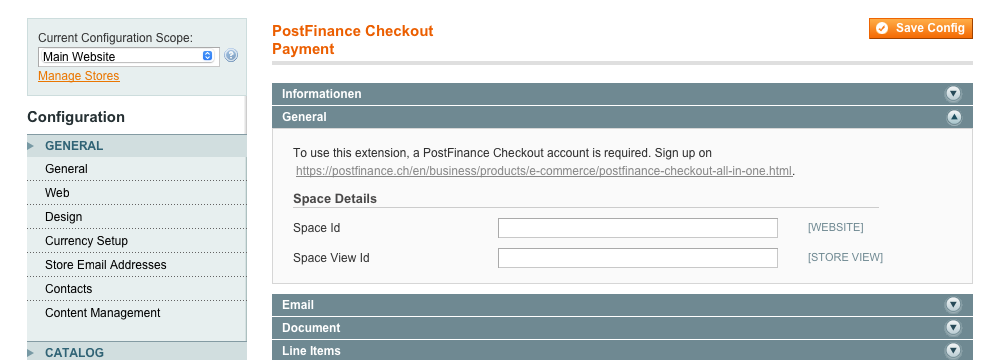 Current Configuration Scope:
Main Website
Manage Stores
Configuration
GENERAL
General
Web
Design
Currency Setup
Store Email Addresses
Contacts
Content Management
CATALOG
PostFinance Checkout
Payment
Save Config
Informationen
General
To use this extension, a PostFinance Checkout account is required. Sign up on
https://postfinance.ch/en/business/products/e-commerce/postfinance-checkout-all-in-one.html.
Space Details
Space Id [WEBSITE]
Space View Id [STORE VIEW]
Email
Document
Line Items